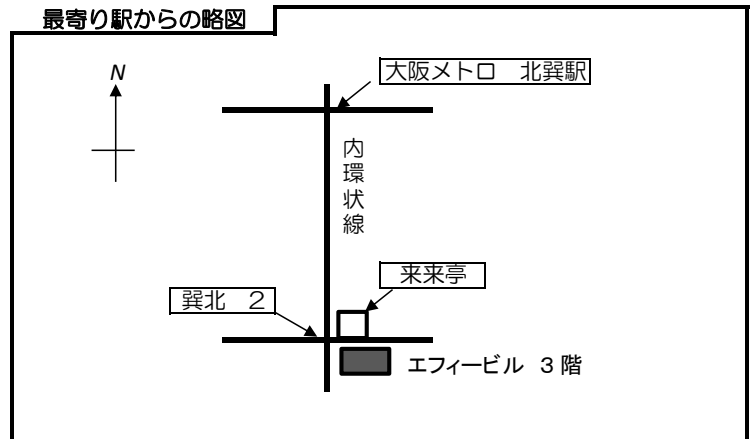 最寄り駅からの略図
N
大阪メトロ　北巽駅
内環状線
来来亭
巽北　２
エフィービル ３階